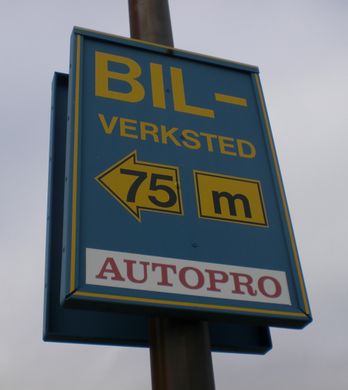 BIL-
VERKSTED
75 m
AUTOPRO